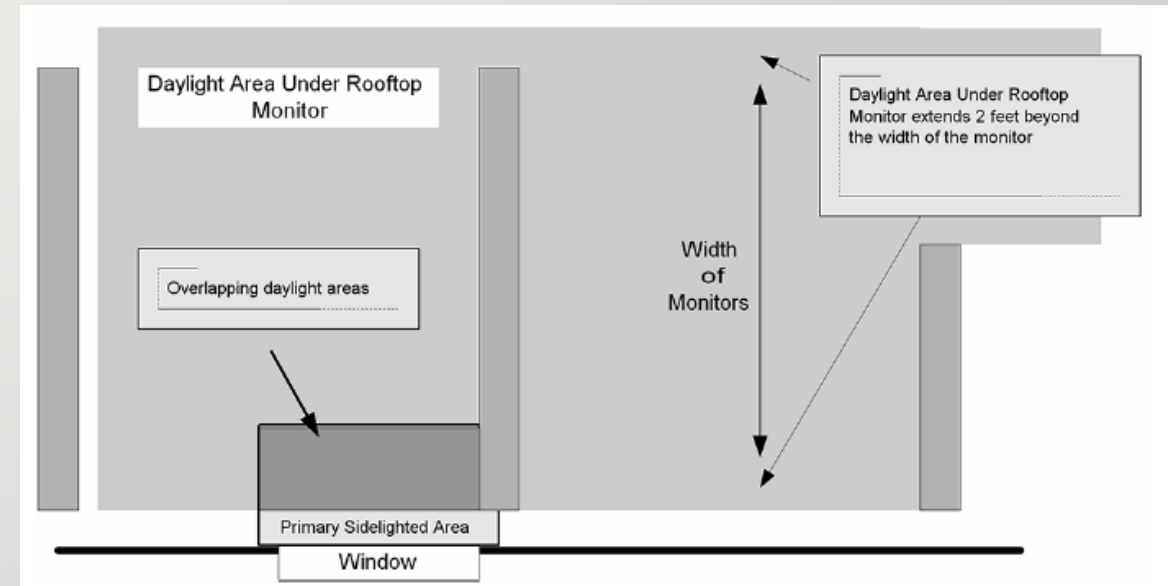 Daylight Area Under Rooftop
Monitor
Daylight Area Under Rooftop
Monitor extends 2 feet beyond
the width of the monitor
Overlapping daylight areas
Width
of
Monitors
Primary Sidelighted Area
Window